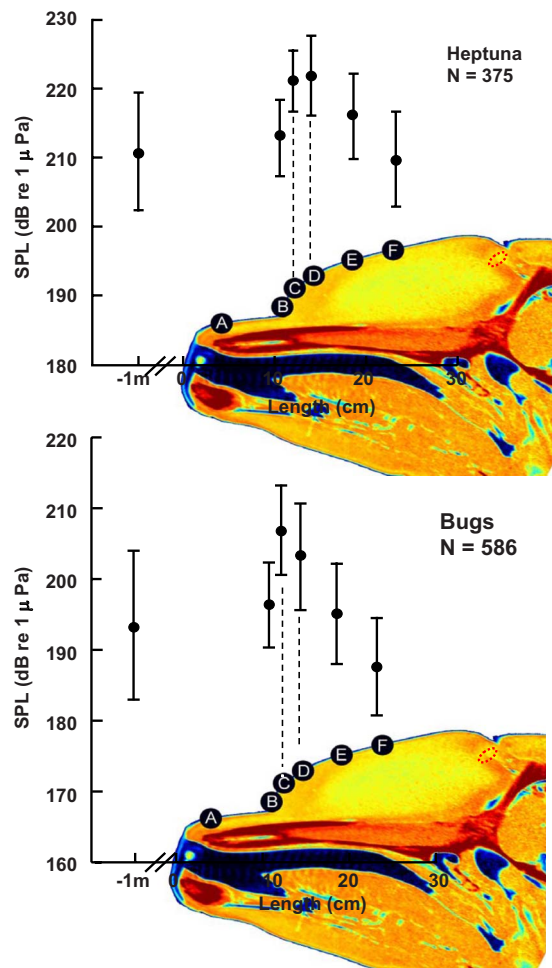 230
220
210
200
190
180
SPL (dB re 1 μ Pa)
Heptuna
N = 375
A
B
C
D
E
F
-1m
0
10
20
30
Length (cm)
220
210
200
190
180
170
160
SPL (dB re 1 μ Pa)
Bugs
N = 586
A
B
C
D
E
F
-1m
0
10
20
30
Length (cm)